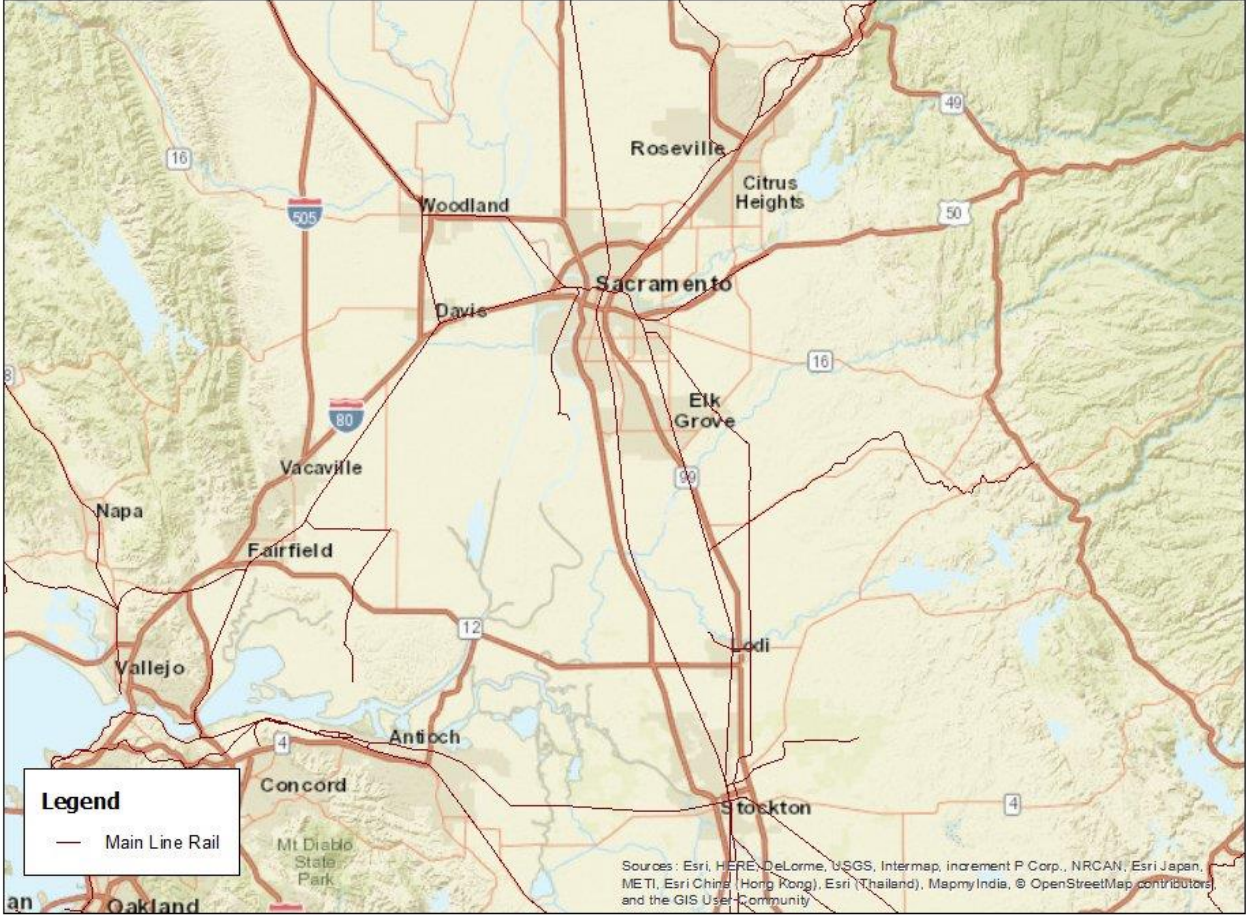 49
Roseville
16
Citrus
Heights
Woodland
505
50
Sacramento
Davis
16
8
Elk
Grove
80
Vacaville
99
Napa
Fairfield
12
Lodi
Vallejo
Antioch
4
Concord
4
Stockton
Legend
Main Line Rail
Mt Diablo
State
Park
Sources: Esri, HERE, DeLorme, USGS, Intermap, increment P Corp., NRCAN, Esri Japan,
METI, Esri China (Hong Kong), Esri (Thailand), MapmyIndia, © OpenStreetMap contributors,
and the GIS User Community
an
Oakland